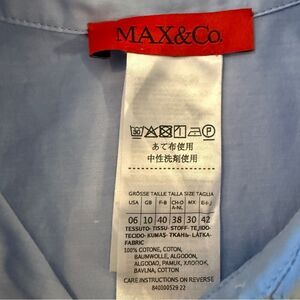 MAX&Co.
あて布使用
中性洗剤使用
GRÖSSE TAILLE TALLA SIZE TAGLIA
USA GB F-B CH-D A-NL MX E-I-J
06 10 40 38 30 42
TESSUTO- TISSU- STOFF- TEJIDO-
TECIDO- KUMAŞ- ТКАНЬ- LÁTKA-
FABRIC
100% COTONE, COTON,
BAUMWOLLE, ALGODON,
ALGODAO, PAMUK, ХЛОПОК,
BAVLNA, COTTON
CARE INSTRUCTIONS ON REVERSE